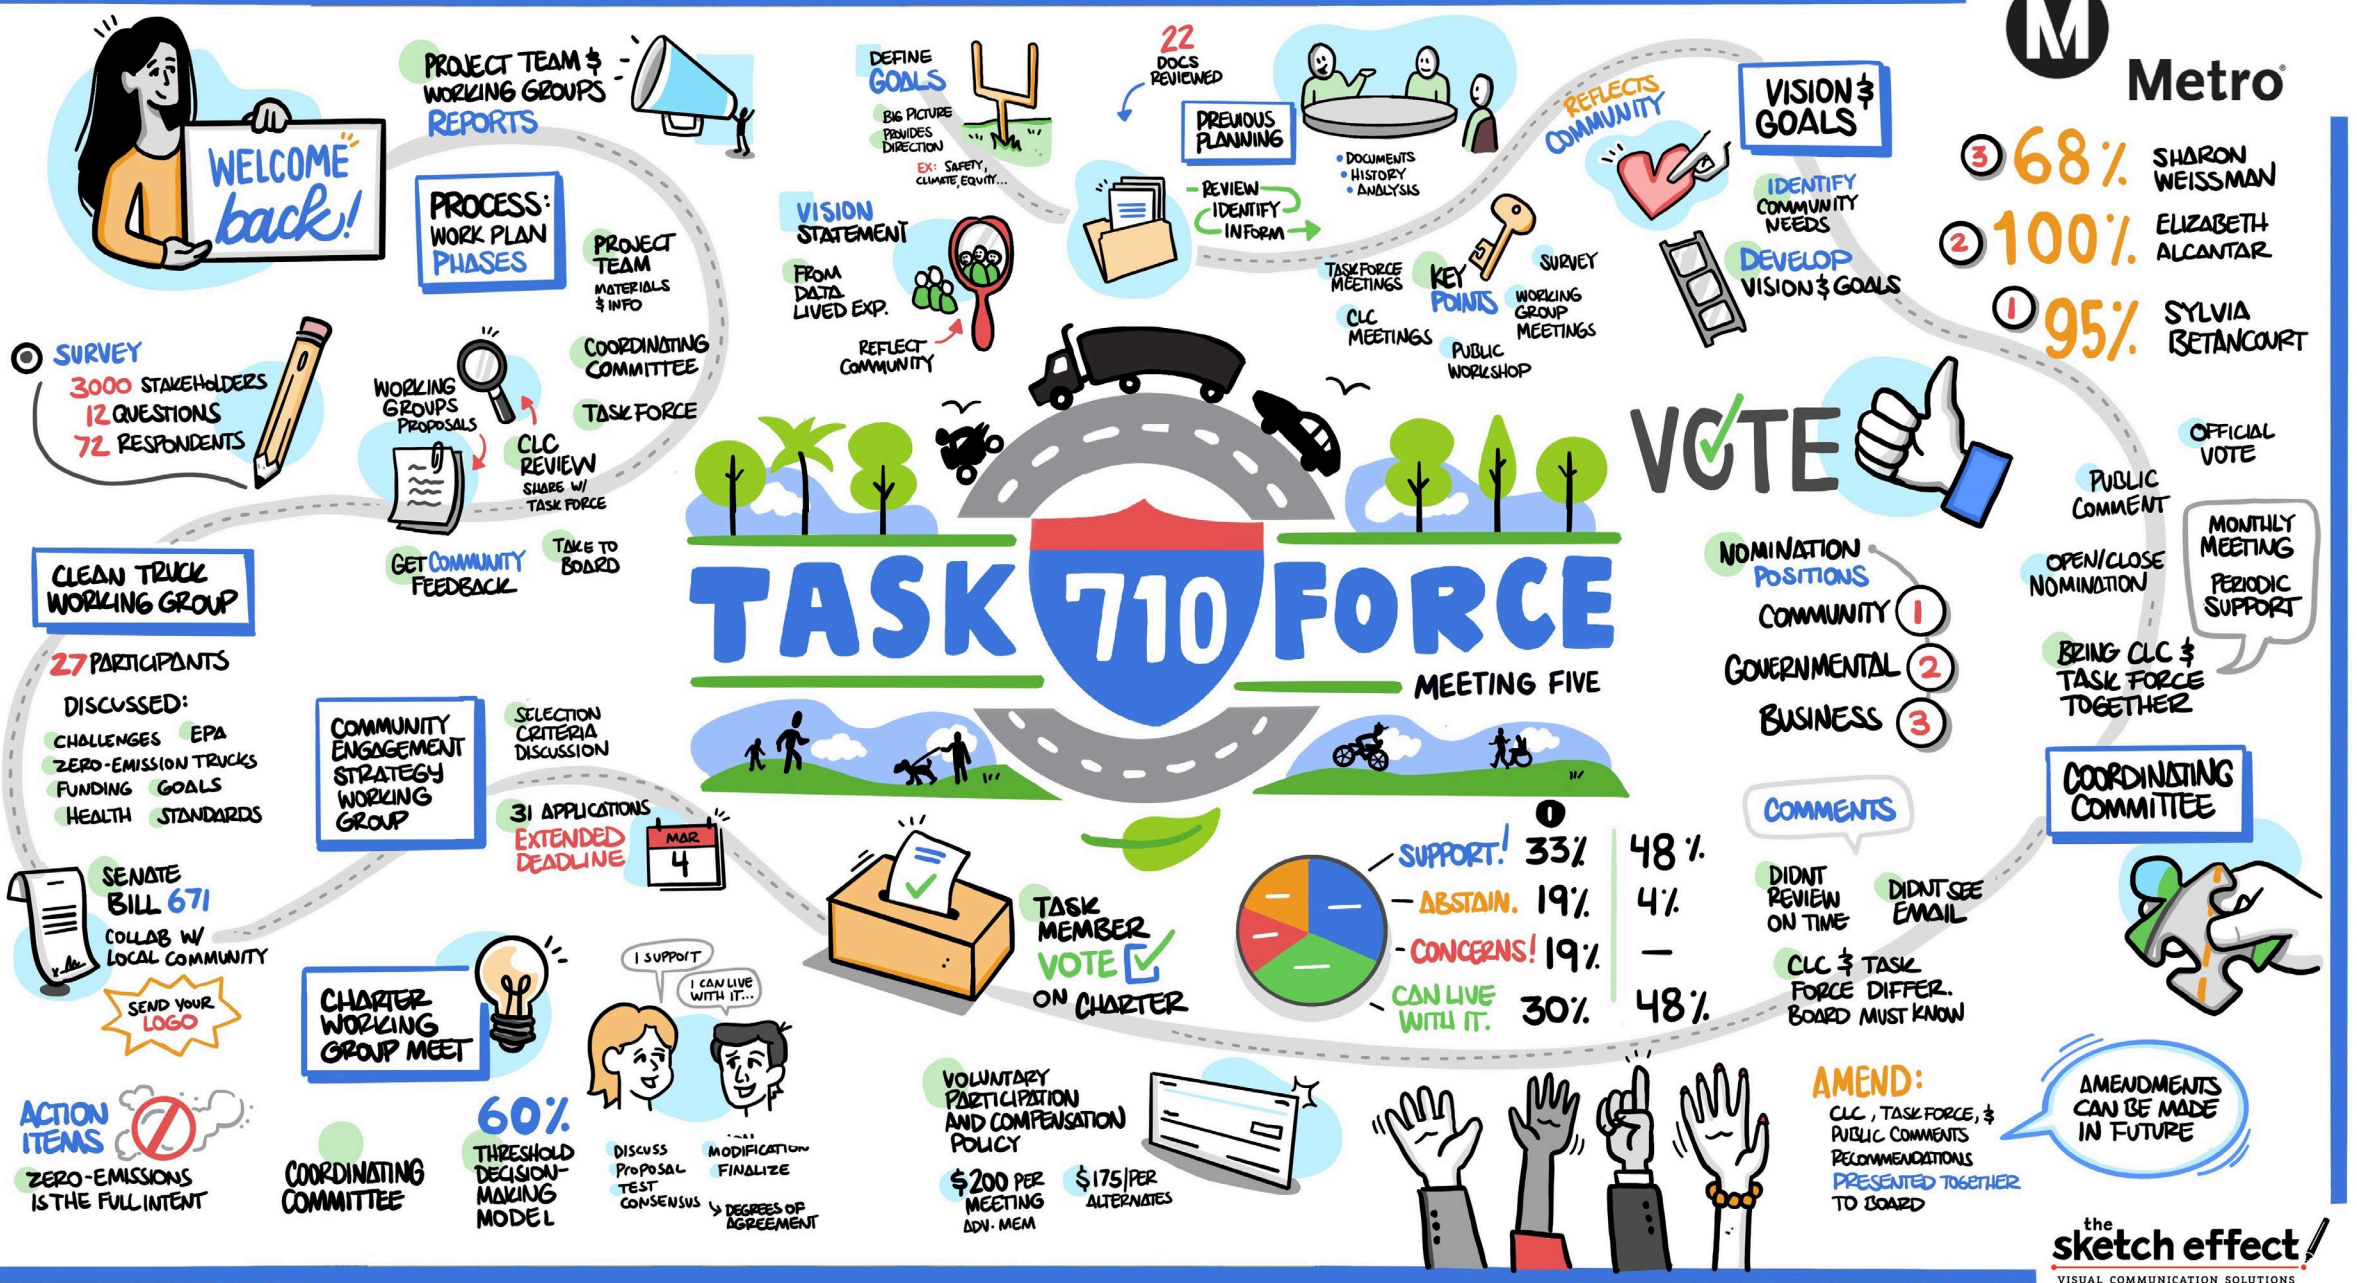 WELCOME
back!
PROJECT TEAM &
WORKING GROUPS
REPORTS
PROCESS:
WORK PLAN
PHASES
PROJECT
TEAM
MATERIALS
& INFO
COORDINATING
COMMITTEE
TASK FORCE
SURVEY
3000 STAKEHOLDERS
12 QUESTIONS
72 RESPONDENTS
WORKING
GROUPS
PROPOSALS
CLC
REVIEW
SHARE W/
TASK FORCE
GET COMMUNITY
FEEDBACK
TAKE TO
BOARD
CLEAN TRUCK
WORKING GROUP
27 PARTICIPANTS
DISCUSSED:
CHALLENGES EPA
ZERO-EMISSION TRUCKS
FUNDING GOALS
HEALTH STANDARDS
SENATE
BILL 671
COLLAB W/
LOCAL COMMUNITY
SEND YOUR
LOGO
ACTION
ITEMS
ZERO-EMISSIONS
IS THE FULL INTENT
COMMUNITY
ENGAGEMENT
STRATEGY
WORKING
GROUP
SELECTION
CRITERIA
DISCUSSION
31 APPLICATIONS
EXTENDED
DEADLINE
MAR
4
CHARTER
WORKING
GROUP MEET
COORDINATING
COMMITTEE
60%
THRESHOLD
DECISION-
MAKING
MODEL
I SUPPORT
I CAN LIVE
WITH IT...
DISCUSS
PROPOSAL
TEST
CONSENSUS
MODIFICATION
FINALIZE
DEGREES OF
AGREEMENT
DEFINE
GOALS
BIG PICTURE
PROVIDES
DIRECTION
EX: SAFETY,
CLIMATE, EQUITY...
VISION
STATEMENT
FROM
DATA
LIVED EXP.
REFLECT
COMMUNITY
22
DOCS
REVIEWED
PREVIOUS
PLANNING
REVIEW
IDENTIFY
INFORM
• DOCUMENTS
• HISTORY
• ANALYSIS
KEY
POINTS
TASK FORCE
MEETINGS
CLC
MEETINGS
PUBLIC
WORKSHOP
SURVEY
WORKING
GROUP
MEETINGS
REFLECTS
COMMUNITY
VISION &
GOALS
IDENTIFY
COMMUNITY
NEEDS
DEVELOP
VISION & GOALS
M
Metro
3 68% SHARON
WEISSMAN
2 100% ELIZABETH
ALCANTAR
1 95% SYLVIA
BETANCOURT
TASK 710 FORCE
MEETING FIVE
VOTE
NOMINATION
POSITIONS
COMMUNITY 1
GOVERNMENTAL 2
BUSINESS 3
OFFICIAL
VOTE
PUBLIC
COMMENT
OPEN/CLOSE
NOMINATION
MONTHLY
MEETING
PERIODIC
SUPPORT
BRING CLC &
TASK FORCE
TOGETHER
COORDINATING
COMMITTEE
TASK
MEMBER
VOTE
ON CHARTER
SUPPORT! 33% 48%
ABSTAIN. 19% 4%
CONCERNS! 19% —
CAN LIVE
WITH IT. 30% 48%
COMMENTS
DIDNT
REVIEW
ON TIME
DIDNT SEE
EMAIL
CLC & TASK
FORCE DIFFER.
BOARD MUST KNOW
VOLUNTARY
PARTICIPATION
AND COMPENSATION
POLICY
$200 PER
MEETING
ADV. MEM
$175/PER
ALTERNATES
AMEND:
CLC, TASK FORCE, &
PUBLIC COMMENTS
RECOMMENDATIONS
PRESENTED TOGETHER
TO BOARD
AMENDMENTS
CAN BE MADE
IN FUTURE
the
sketch effect
VISUAL COMMUNICATION SOLUTIONS